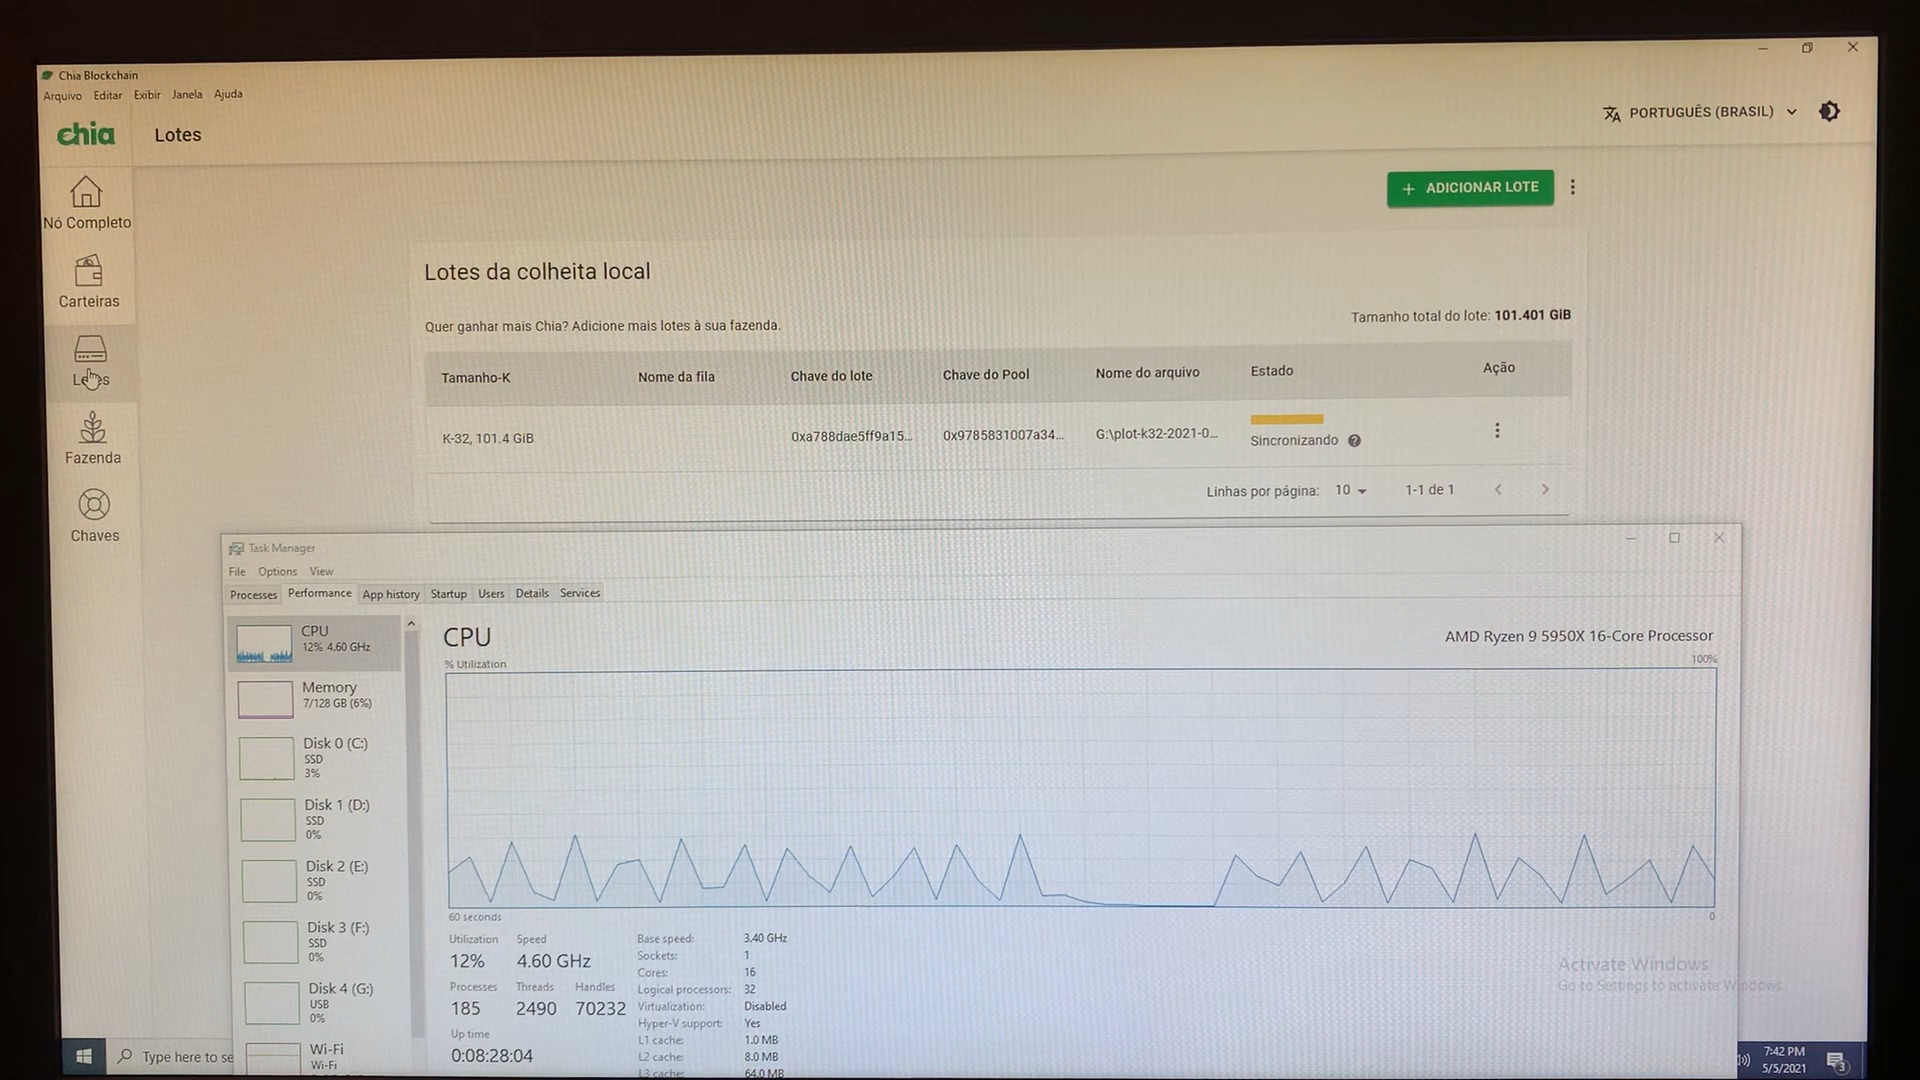 Chia Blockchain
Arquivo Editar Exibir Janela Ajuda
chia
Lotes
PORTUGUÊS (BRASIL)
+ ADICIONAR LOTE
Nó Completo
Carteiras
Lotes
Fazenda
Chaves
Lotes da colheita local
Quer ganhar mais Chia? Adicione mais lotes à sua fazenda.
Tamanho total do lote: 101.401 GiB
Tamanho-K Nome da fila Chave do lote Chave do Pool Nome do arquivo Estado Ação
K-32, 101.4 GiB 0xa788dae5ff9a15... 0x9785831007a34... G:\plot-k32-2021-0... Sincronizando ?
Linhas por página: 10 1-1 de 1
Task Manager
File Options View
Processes Performance App history Startup Users Details Services
CPU
12% 4.60 GHz
Memory
7/128 GB (6%)
Disk 0 (C:)
SSD
3%
Disk 1 (D:)
SSD
0%
Disk 2 (E:)
SSD
0%
Disk 3 (F:)
SSD
0%
Disk 4 (G:)
USB
0%
Wi-Fi
Wi-Fi
CPU
AMD Ryzen 9 5950X 16-Core Processor
% Utilization
100%
60 seconds
0
Utilization Speed
12% 4.60 GHz
Processes Threads Handles
185 2490 70232
Up time
0:08:28:04
Base speed: 3.40 GHz
Sockets: 1
Cores: 16
Logical processors: 32
Virtualization: Disabled
Hyper-V support: Yes
L1 cache: 1.0 MB
L2 cache: 8.0 MB
L3 cache: 64.0 MB
Activate Windows
Go to Settings to activate Windows.
Type here to se
7:42 PM
5/5/2021
3